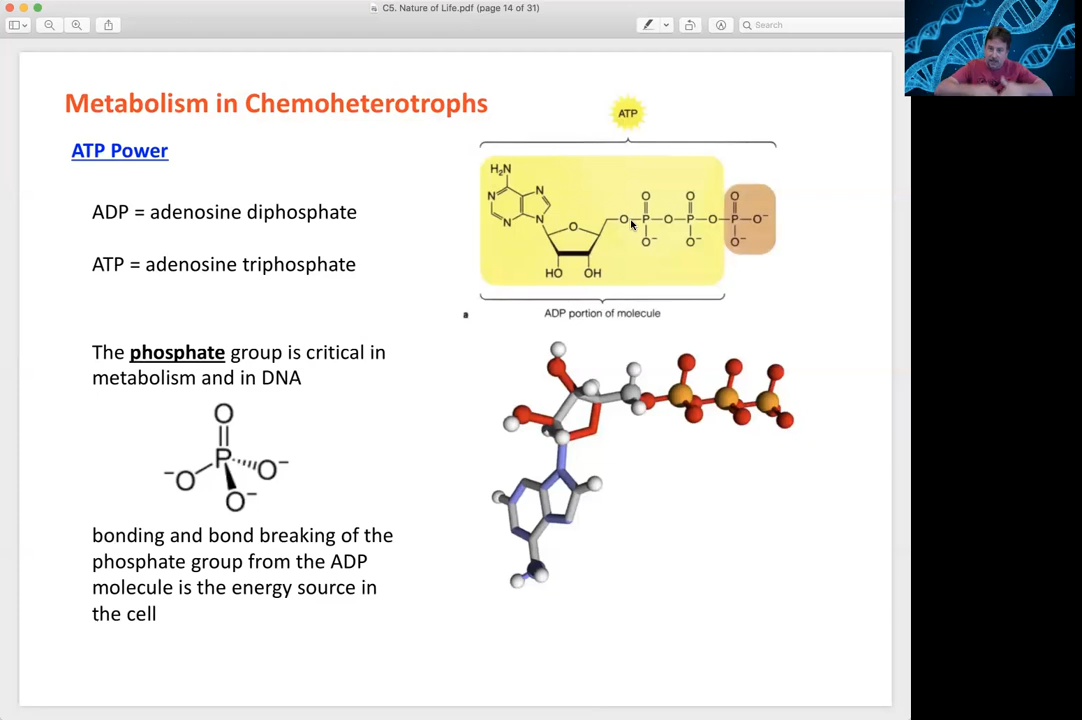 C5. Nature of Life.pdf (page 14 of 31)
Search
Metabolism in Chemoheterotrophs
ATP Power
ADP = adenosine diphosphate
ATP = adenosine triphosphate
The phosphate group is critical in
metabolism and in DNA
O
P
⁻O
O⁻
O⁻
bonding and bond breaking of the
phosphate group from the ADP
molecule is the energy source in
the cell
ATP
H₂N
N
N
N
N
O
HO
OH
O
O
O
O
P
O
P
O
P
O⁻
O⁻
O⁻
O⁻
a
ADP portion of molecule